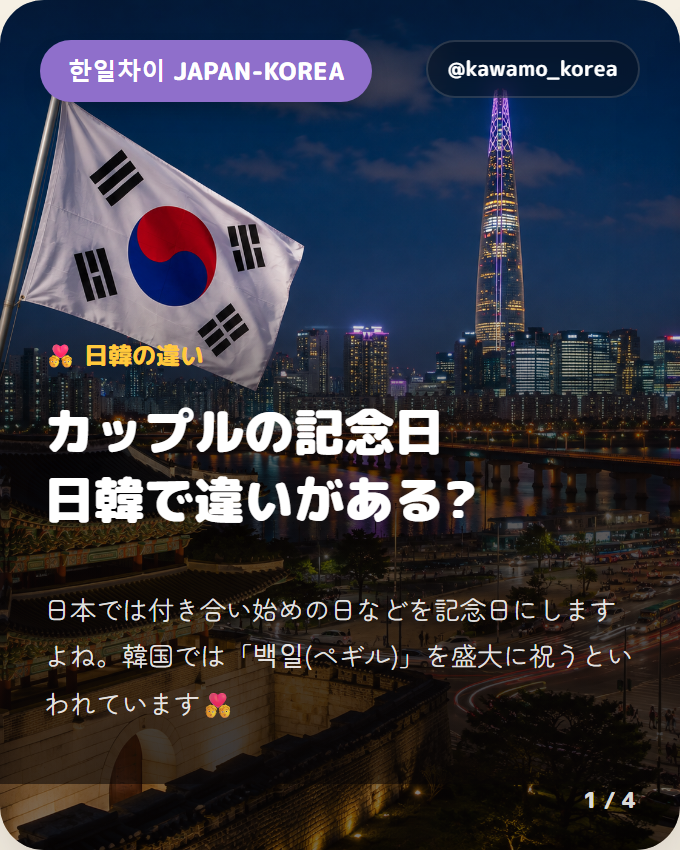 한일차이 JAPAN-KOREA
@kawamo_korea
💏 日韓の違い
カップルの記念日
日韓で違いがある?
日本では付き合い始めの日などを記念日にします
よね。韓国では「백일(ペギル)」を盛大に祝うとい
われています💏
1 / 4